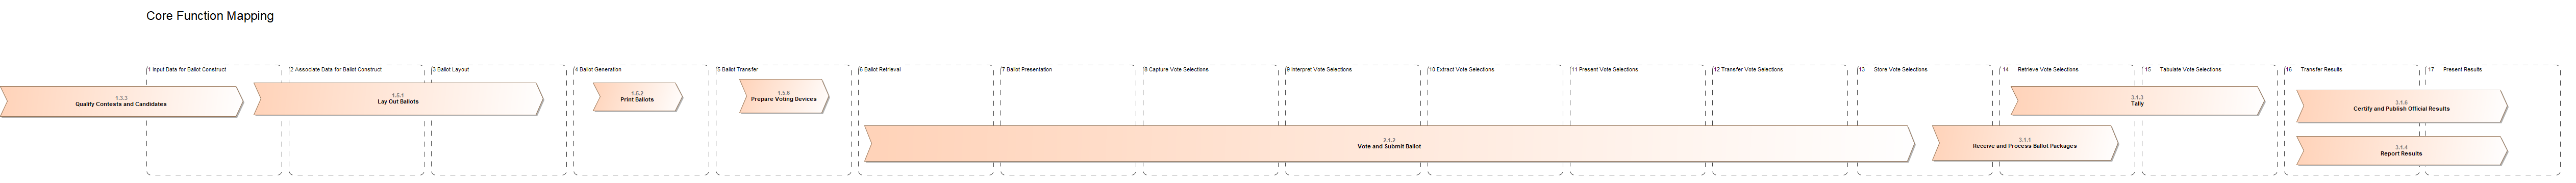 Core Function Mapping
1 Input Data for Ballot Construct
2 Associate Data for Ballot Construct
3 Ballot Layout
4 Ballot Generation
5 Ballot Transfer
6 Ballot Retrieval
7 Ballot Presentation
8 Capture Vote Selections
9 Interpret Vote Selections
10 Extract Vote Selections
11 Present Vote Selections
12 Transfer Vote Selections
13 Store Vote Selections
14 Retrieve Vote Selections
15 Tabulate Vote Selections
16 Transfer Results
17 Present Results
1.3.3
Qualify Contests and Candidates
1.5.1
Lay Out Ballots
1.5.2
Print Ballots
1.5.6
Prepare Voting Devices
2.1.2
Vote and Submit Ballot
3.1.1
Receive and Process Ballot Packages
3.1.3
Tally
3.1.6
Certify and Publish Official Results
3.1.4
Report Results